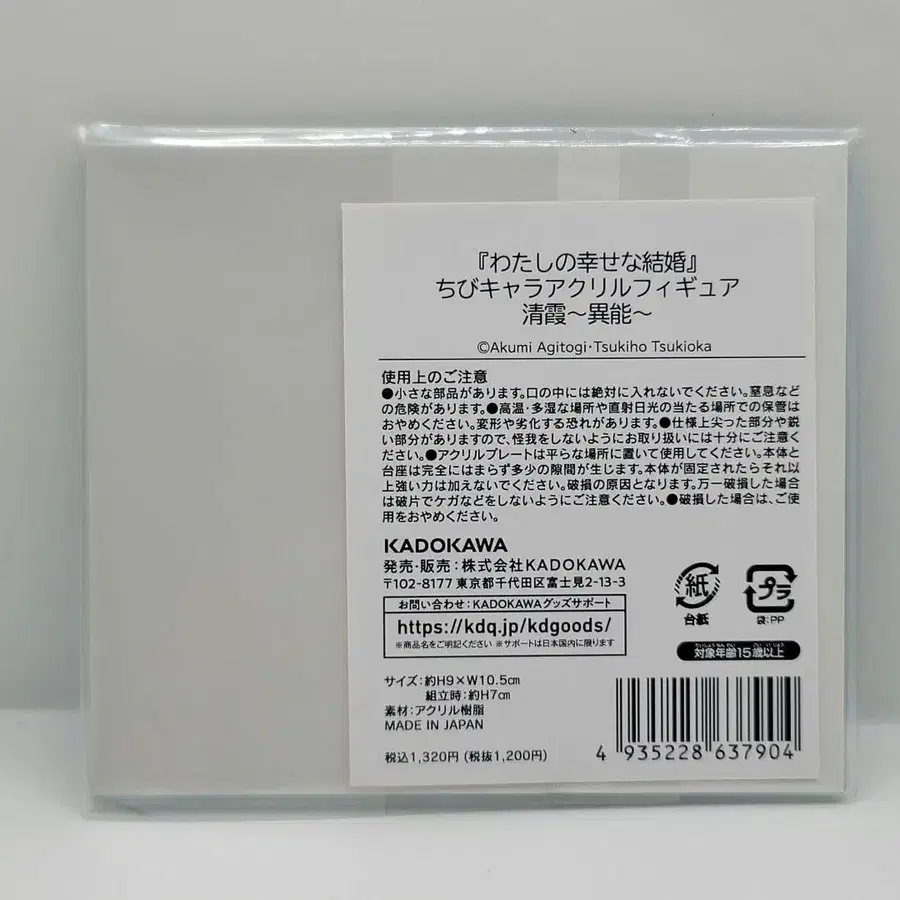 『わたしの幸せな結婚』
ちびキャラアクリルフィギュア
清霞〜異能〜
©Akumi Agitogi・Tsukiho Tsukioka
使用上のご注意
●小さな部品があります。口の中には絶対に入れないでください。窒息など
の危険があります。●高温・多湿な場所や直射日光の当たる場所での保管は
おやめください。変形や劣化する恐れがあります。●仕様上尖った部分や鋭
い部分がありますので、怪我をしないようにお取り扱いには十分にご注意くだ
さい。●アクリルプレートは平らな場所に置いて使用してください。本体と
台座は完全にはまらず多少の隙間が生じます。本体が固定されたらそれ以
上強い力は加えないでください。破損の原因となります。万一破損した場合
は破片でケガなどをしないようにご注意ください。●破損した場合は、ご使
用をおやめください。
KADOKAWA
発売・販売：株式会社KADOKAWA
〒102-8177 東京都千代田区富士見2-13-3
お問い合わせ：KADOKAWAグッズサポート
https://kdq.jp/kdgoods/
※商品名をご明記ください ※サポートは日本国内に限ります
紙
台紙
プラ
袋：PP
対象年齢15歳以上
サイズ：約H9×W10.5㎝
組立時：約H7㎝
素材：アクリル樹脂
MADE IN JAPAN
税込1,320円（税抜1,200円）
4 935228 637904